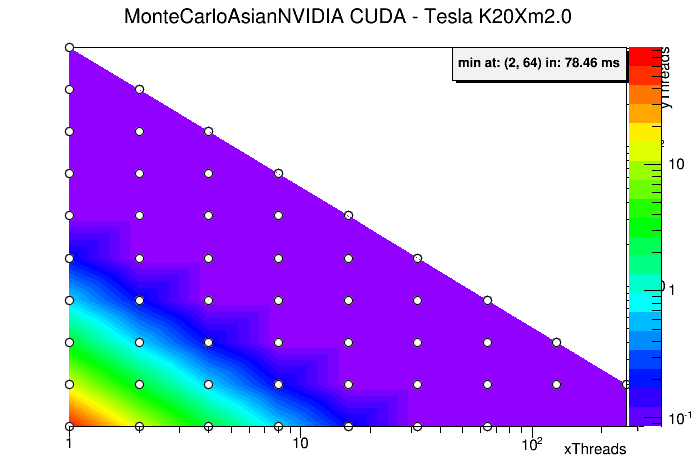 MonteCarloAsianNVIDIA CUDA - Tesla K20Xm2.0
min at: (2, 64) in: 78.46 ms
yThreads
10
1
10⁻¹
1
10
10²
xThreads